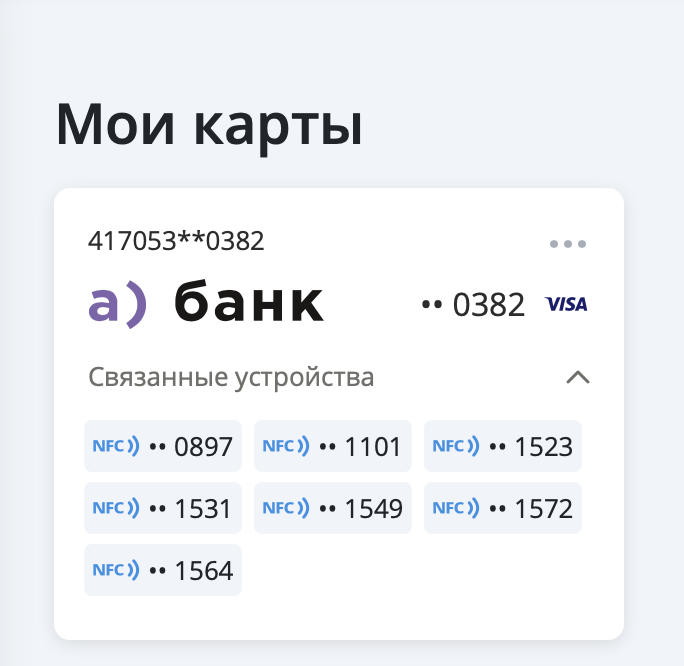 Мои карты
417053**0382
а) банк •• 0382 VISA
Связанные устройства
NFC •• 0897 NFC •• 1101 NFC •• 1523
NFC •• 1531 NFC •• 1549 NFC •• 1572
NFC •• 1564